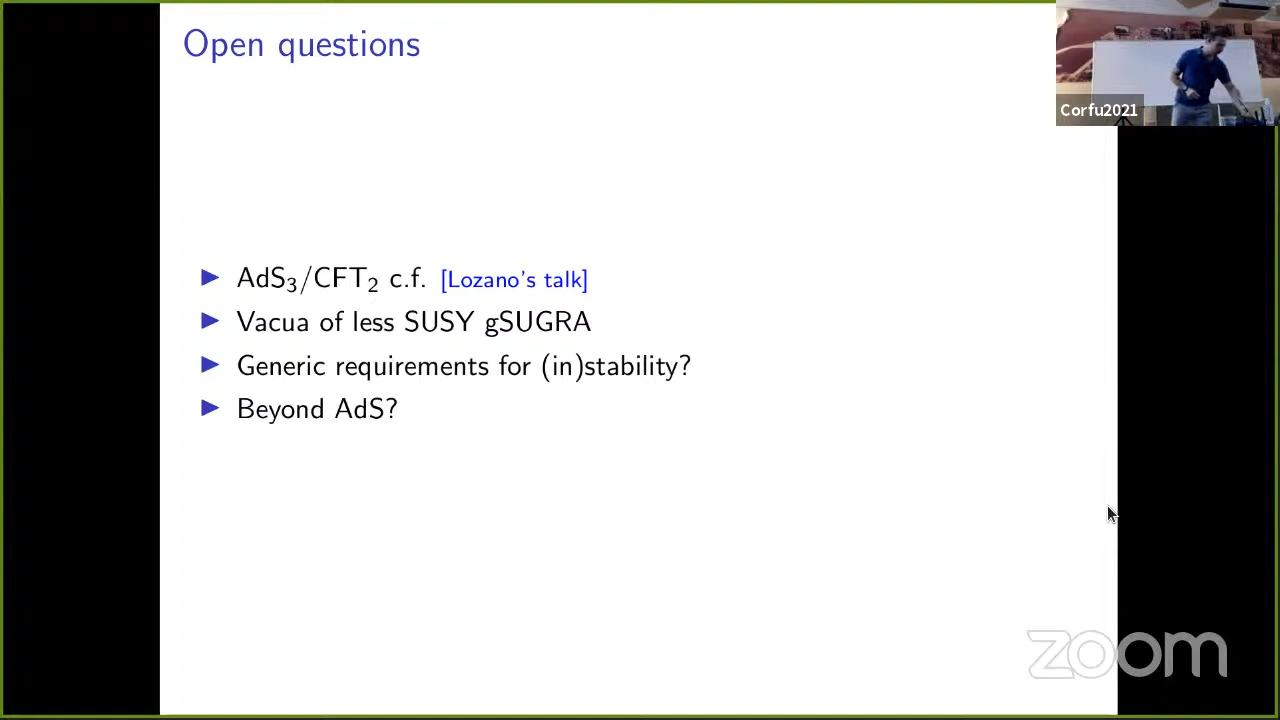 Open questions
Corfu2021
▶ AdS₃/CFT₂ c.f. [Lozano's talk]
▶ Vacua of less SUSY gSUGRA
▶ Generic requirements for (in)stability?
▶ Beyond AdS?
zoom